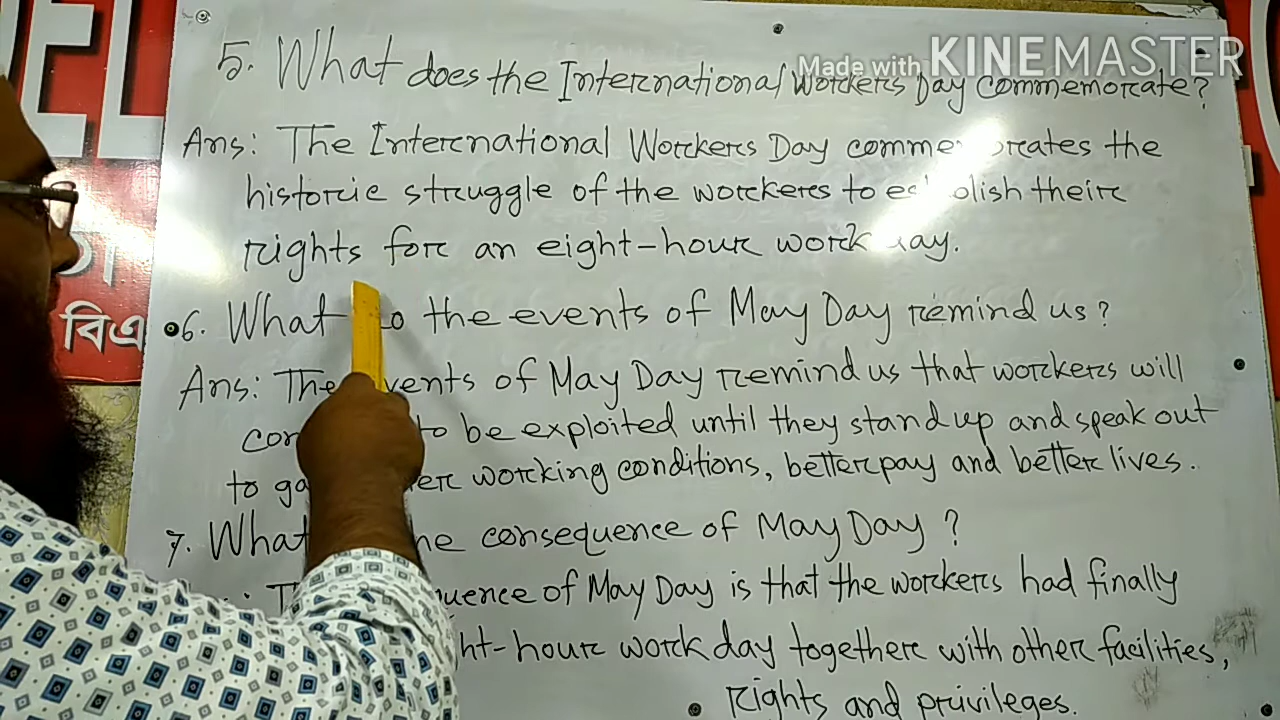 Made with KINEMASTER
5. What does the International Workers Day commemorate?
Ans: The International Workers Day the
historic struggle of the workers to their
rights for an eight-hour work day.
6. What the events of May Day remind us?
Ans: events of May Day remind us that workers will
to be exploited until they stand up and speak out
to working conditions, better pay and better lives.
7. What consequence of May Day?
of May Day is that the workers had finally
hour work day together with other facilities,
rights and privileges.
বিএ